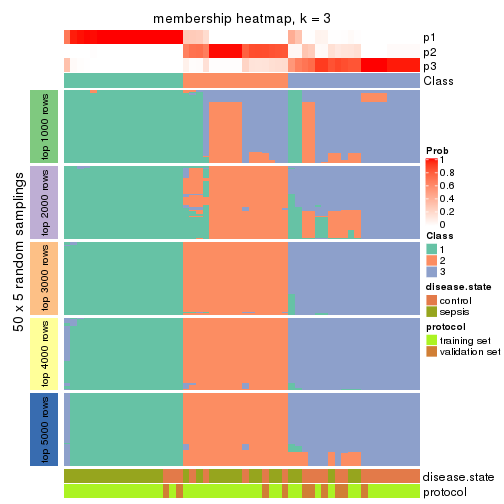 membership heatmap, k = 3
p1
p2
p3
Class
50 x 5 random samplings
top 1000 rows
top 2000 rows
top 3000 rows
top 4000 rows
top 5000 rows
Prob
1
0.8
0.6
0.4
0.2
0
Class
1
2
3
disease.state
control
sepsis
protocol
training set
validation set
disease.state
protocol